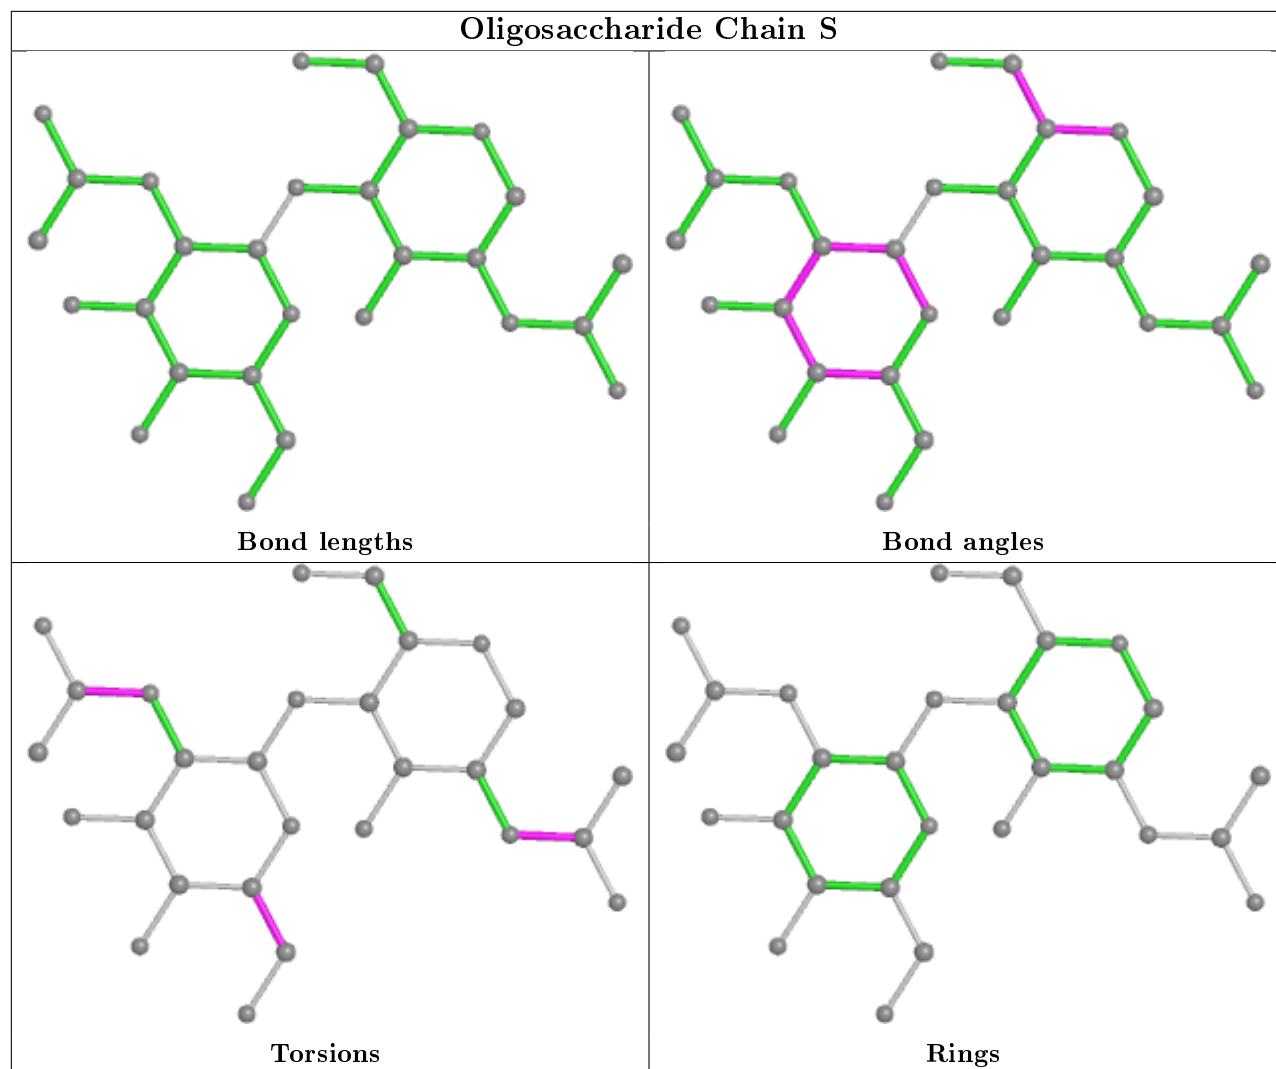 Oligosaccharide Chain S
Bond lengths
Bond angles
Torsions
Rings